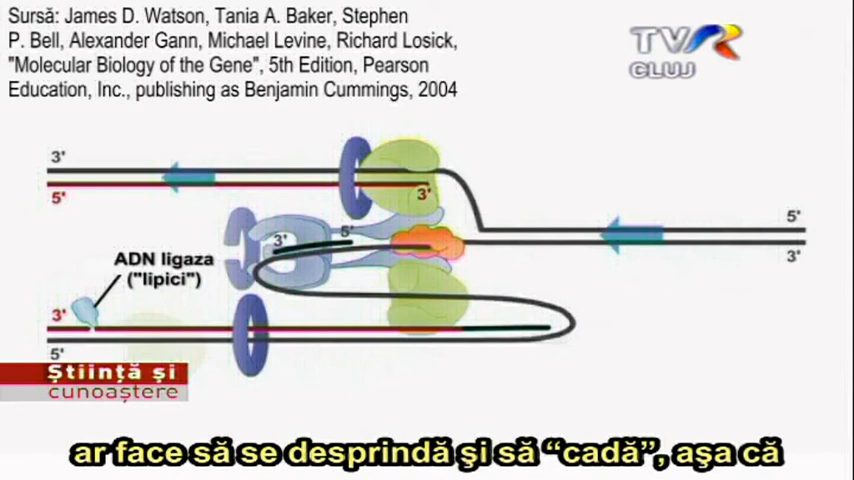 Sursă: James D. Watson, Tania A. Baker, Stephen
P. Bell, Alexander Gann, Michael Levine, Richard Losick,
"Molecular Biology of the Gene", 5th Edition, Pearson
Education, Inc., publishing as Benjamin Cummings, 2004
TVR
CLUJ
3'
5'
3'
5'
3'
3'
5'
ADN ligaza
("lipici")
3'
5'
Ştiinţă şi
cunoaştere
ar face să se desprindă şi să “cadă”, aşa că